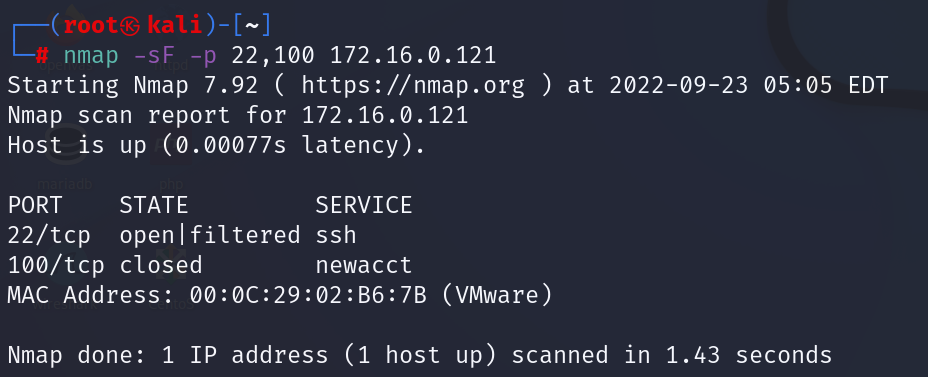 ┌──(root㉿kali)-[~]
└─# nmap -sF -p 22,100 172.16.0.121
Starting Nmap 7.92 ( https://nmap.org ) at 2022-09-23 05:05 EDT
Nmap scan report for 172.16.0.121
Host is up (0.00077s latency).

PORT    STATE         SERVICE
22/tcp  open|filtered ssh
100/tcp closed        newacct
MAC Address: 00:0C:29:02:B6:7B (VMware)

Nmap done: 1 IP address (1 host up) scanned in 1.43 seconds
mariadb
php